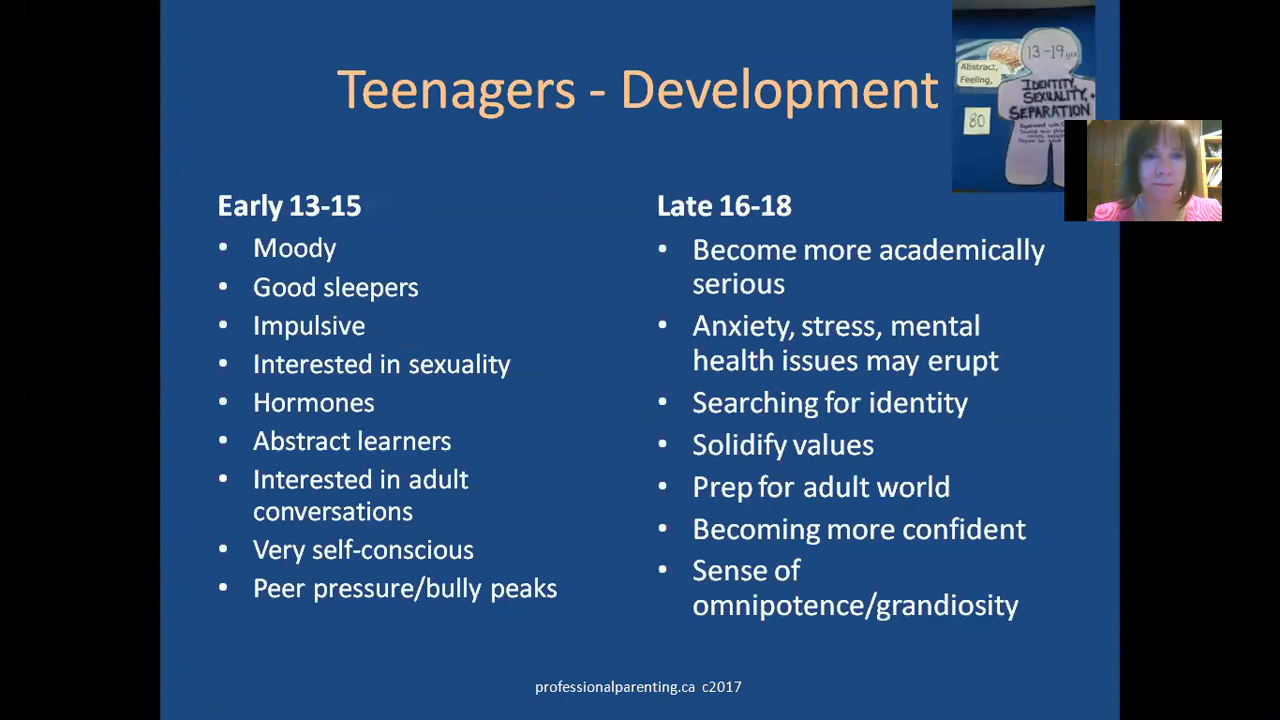 Teenagers - Development
13-19 yrs
Abstract,
Feeling,
IDENTITY,
SEXUALITY,
SEPARATION
80
Early 13-15
• Moody
• Good sleepers
• Impulsive
• Interested in sexuality
• Hormones
• Abstract learners
• Interested in adult
conversations
• Very self-conscious
• Peer pressure/bully peaks
Late 16-18
• Become more academically
serious
• Anxiety, stress, mental
health issues may erupt
• Searching for identity
• Solidify values
• Prep for adult world
• Becoming more confident
• Sense of
omnipotence/grandiosity
professionalparenting.ca c2017